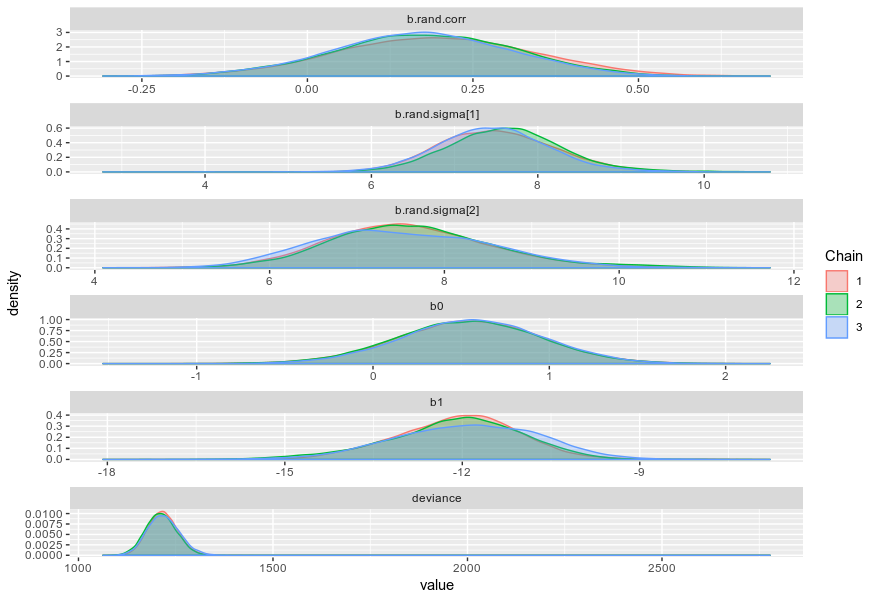 b.rand.corr
3
2
1
0
-0.25 0.00 0.25 0.50
b.rand.sigma[1]
0.6
0.4
0.2
0.0
4 6 8 10
b.rand.sigma[2]
0.4
0.3
0.2
0.1
0.0
4 6 8 10 12
b0
1.00
0.75
0.50
0.25
0.00
-1 0 1 2
b1
0.4
0.3
0.2
0.1
0.0
-18 -15 -12 -9
deviance
0.0100
0.0075
0.0050
0.0025
0.0000
1000 1500 2000 2500
value
density
Chain
1
2
3